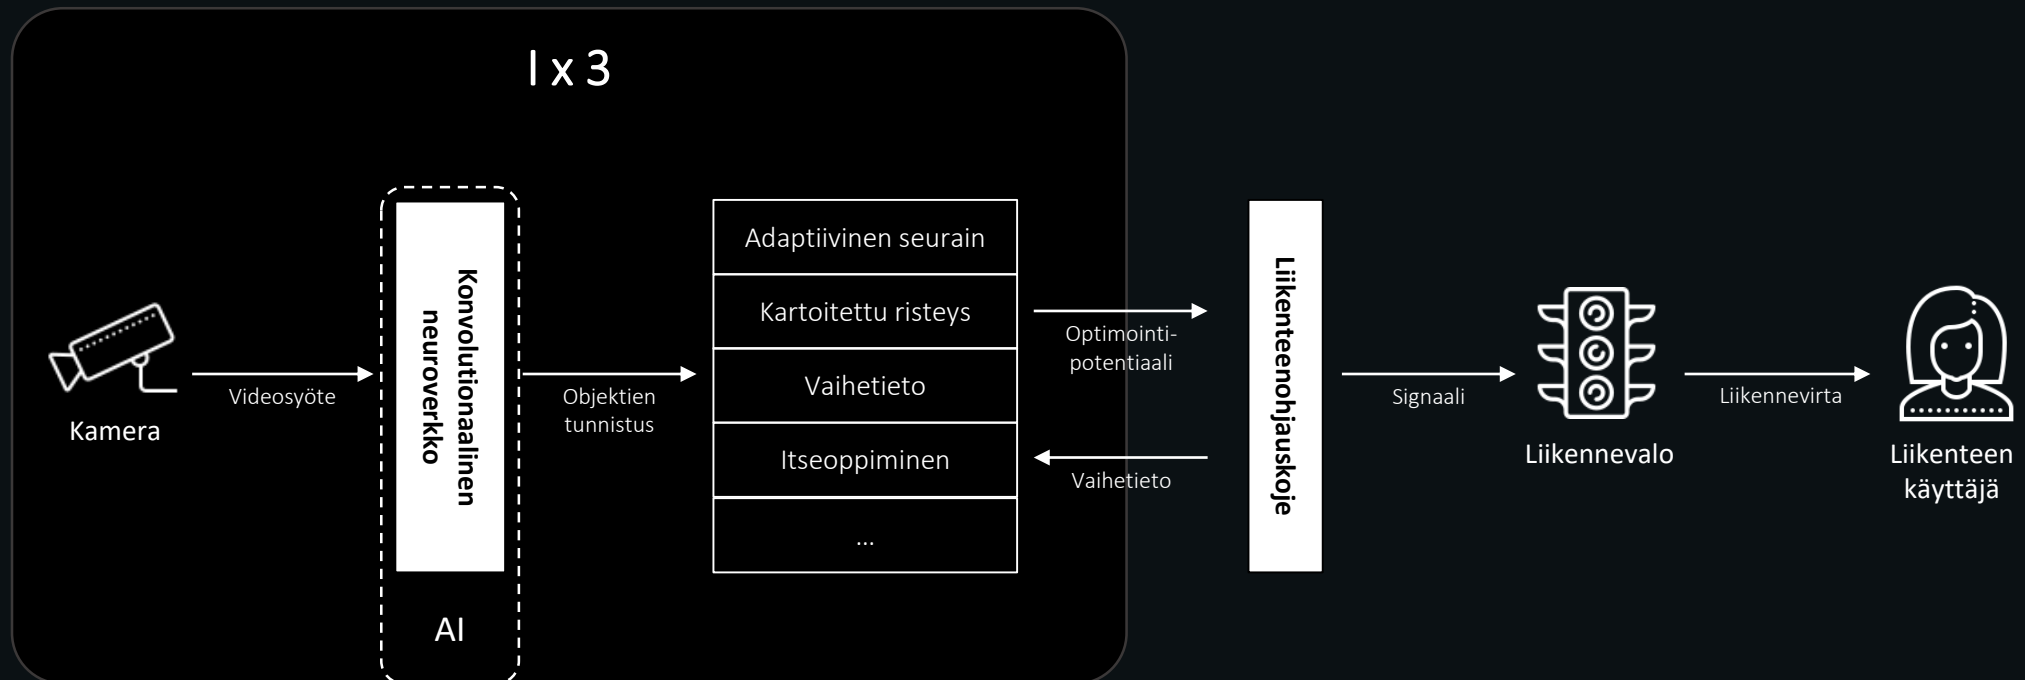 I x 3
Kamera
Videosyöte
Konvolutionaalinen
neuroverkko
AI
Objektien
tunnistus
Adaptiivinen seurain
Kartoitettu risteys
Vaihetieto
Itseoppiminen
...
Optimointi-
potentiaali
Vaihetieto
Liikenteenohjauskoje
Signaali
Liikennevalo
Liikennevirta
Liikenteen
käyttäjä